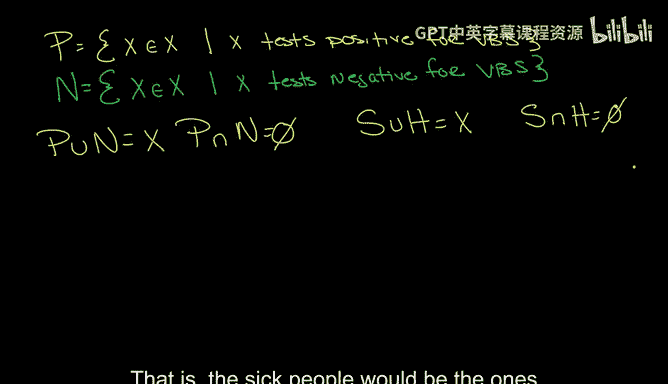 P = { x ∈ X | x tests positive for VBS }
GPT中英字幕课程资源 bilibili
N = { x ∈ X | x tests negative for VBS }
P ∪ N = X P ∩ N = ∅ S ∪ H = X S ∩ H = ∅
That is, the sick people would be the ones